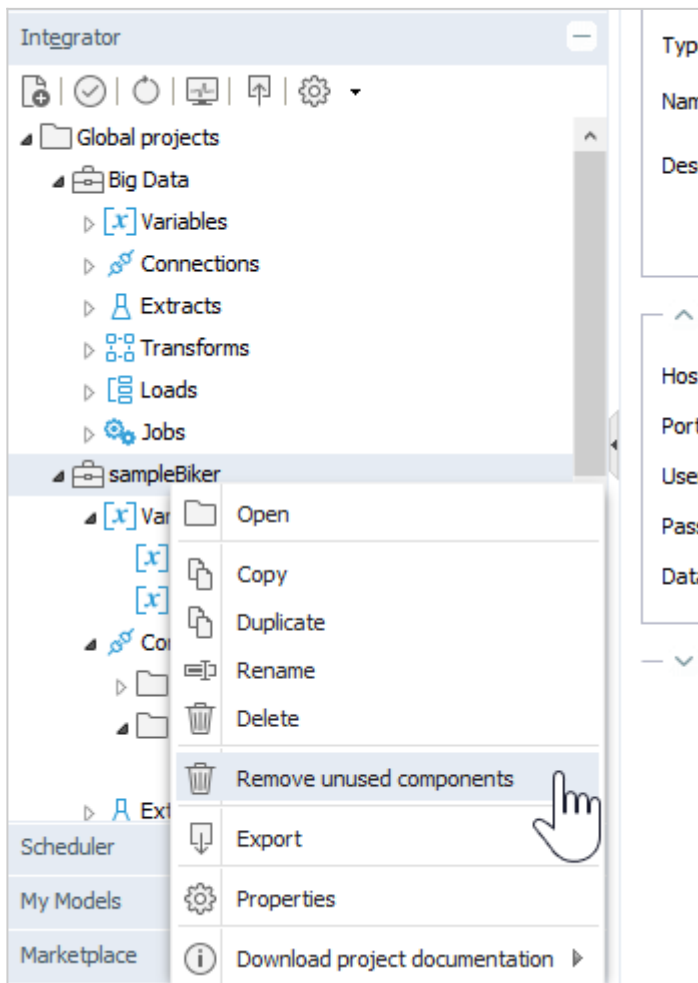 Integrator
Typ
Nam
Global projects
Des
Big Data
[x] Variables
Connections
Extracts
Transforms
Hos
Loads
Port
Jobs
sampleBiker
Use
[x] Var
Open
Pass
[x]
Copy
Data
[x]
Duplicate
Con
Rename
Delete
Remove unused components
Ext
Export
Scheduler
My Models
Properties
Marketplace
Download project documentation